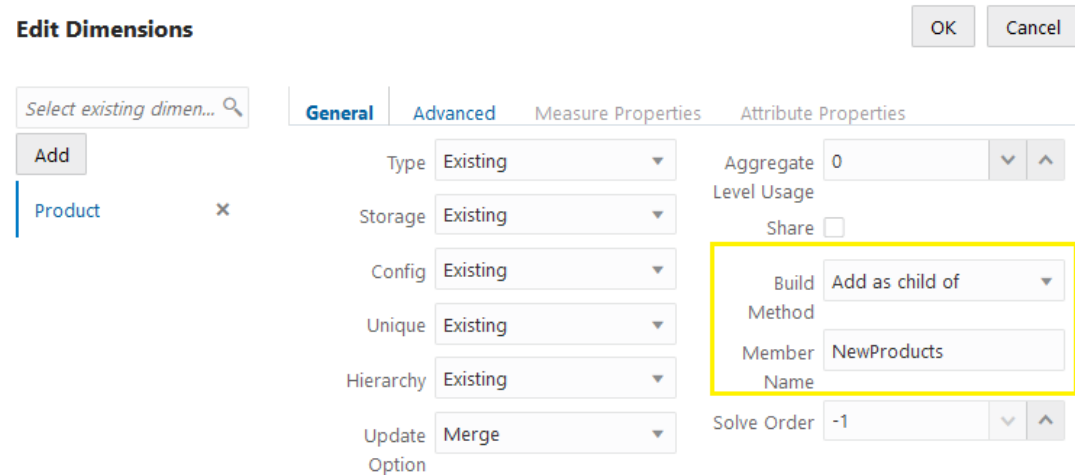 Edit Dimensions
OK
Cancel
Select existing dimen...
Add
Product
General
Advanced
Measure Properties
Attribute Properties
Type
Existing
Storage
Existing
Config
Existing
Unique
Existing
Hierarchy
Existing
Update
Option
Merge
Aggregate
Level Usage
0
Share
Build
Method
Add as child of
Member
Name
NewProducts
Solve Order
-1